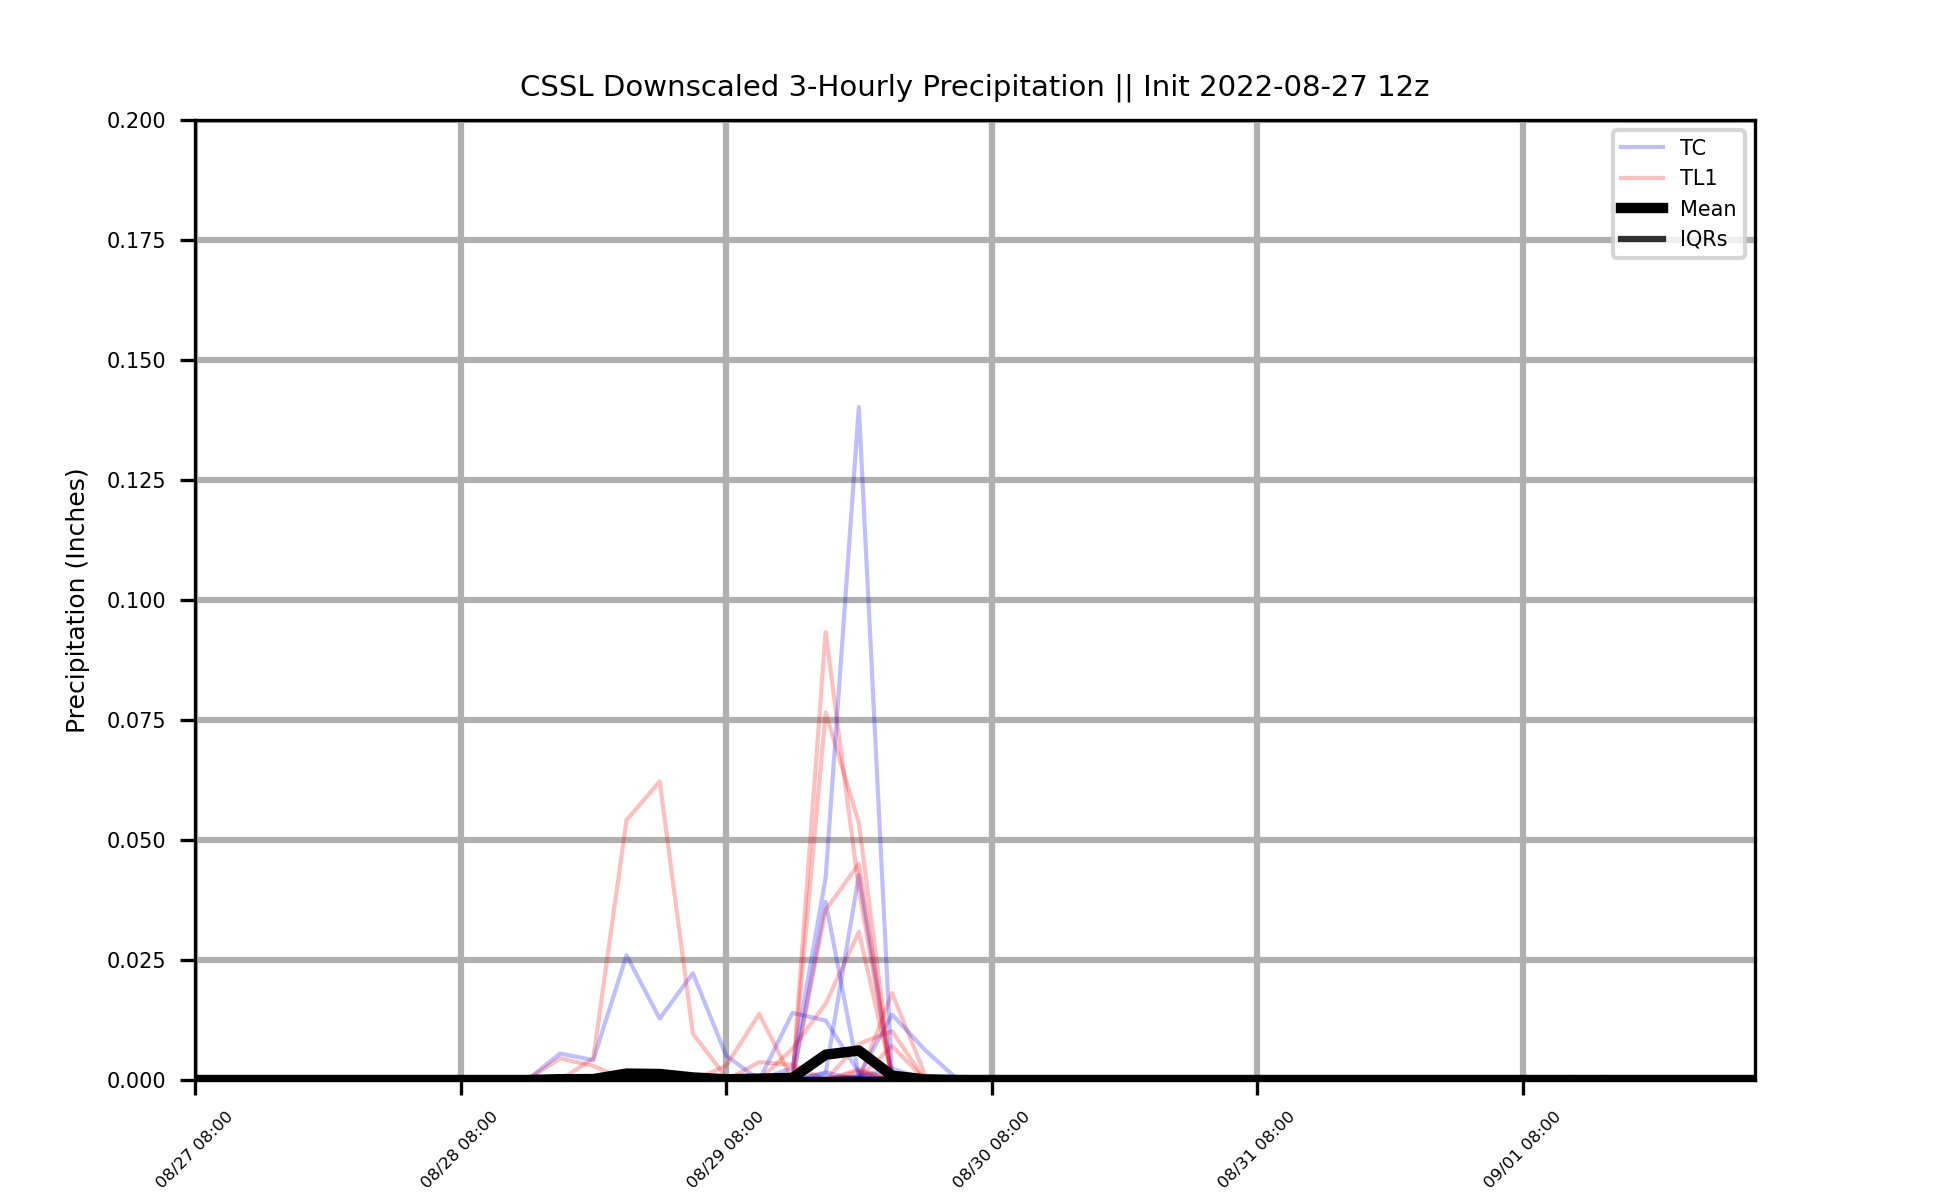 CSSL Downscaled 3-Hourly Precipitation || Init 2022-08-27 12z
0.200
0.175
0.150
0.125
0.100
0.075
0.050
0.025
0.000
Precipitation (Inches)
TC
TL1
Mean
IQRs
08/27 08:00
08/28 08:00
08/29 08:00
08/30 08:00
08/31 08:00
09/01 08:00